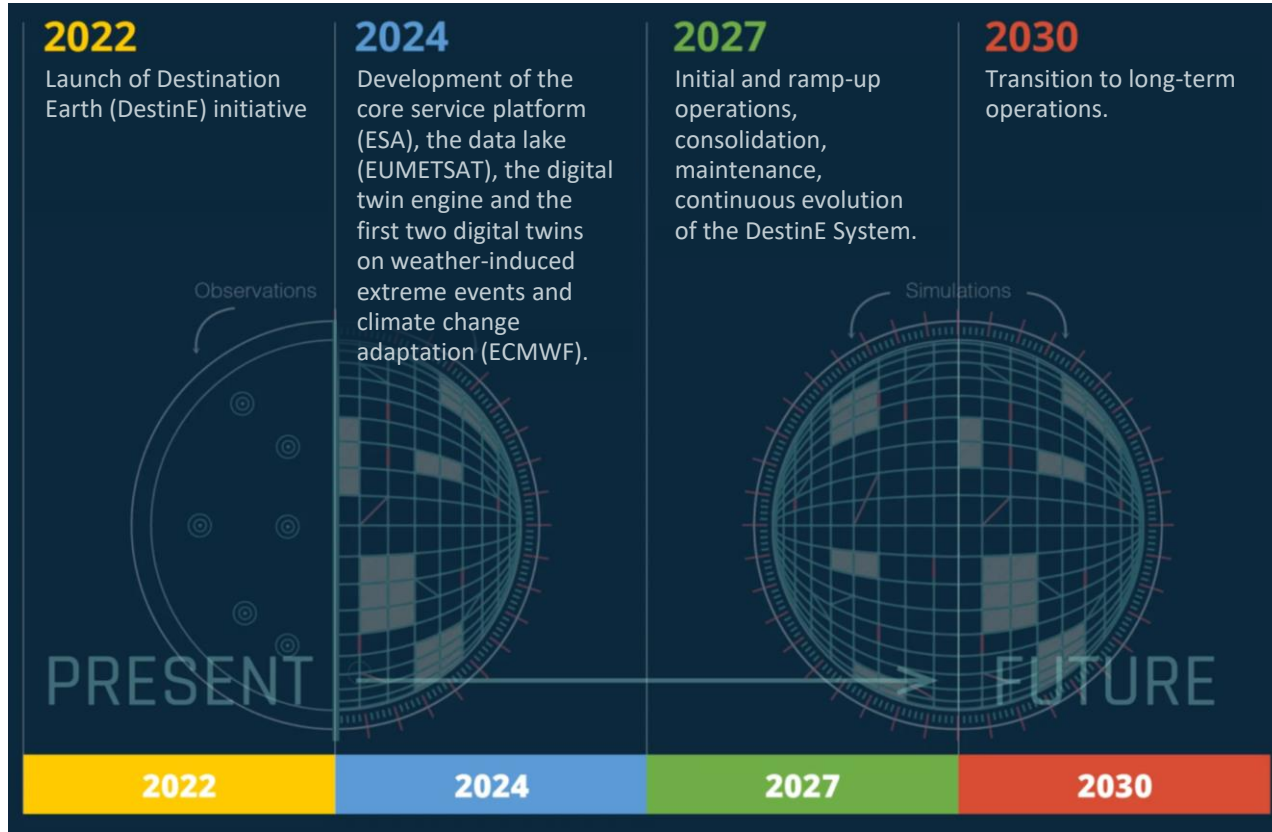 2022
Launch of Destination
Earth (DestinE) initiative
2024
Development of the
core service platform
(ESA), the data lake
(EUMETSAT), the digital
twin engine and the
first two digital twins
on weather-induced
extreme events and
climate change
adaptation (ECMWF).
2027
Initial and ramp-up
operations,
consolidation,
maintenance,
continuous evolution
of the DestinE System.
2030
Transition to long-term
operations.
Observations
Simulations
PRESENT
FUTURE
2022
2024
2027
2030